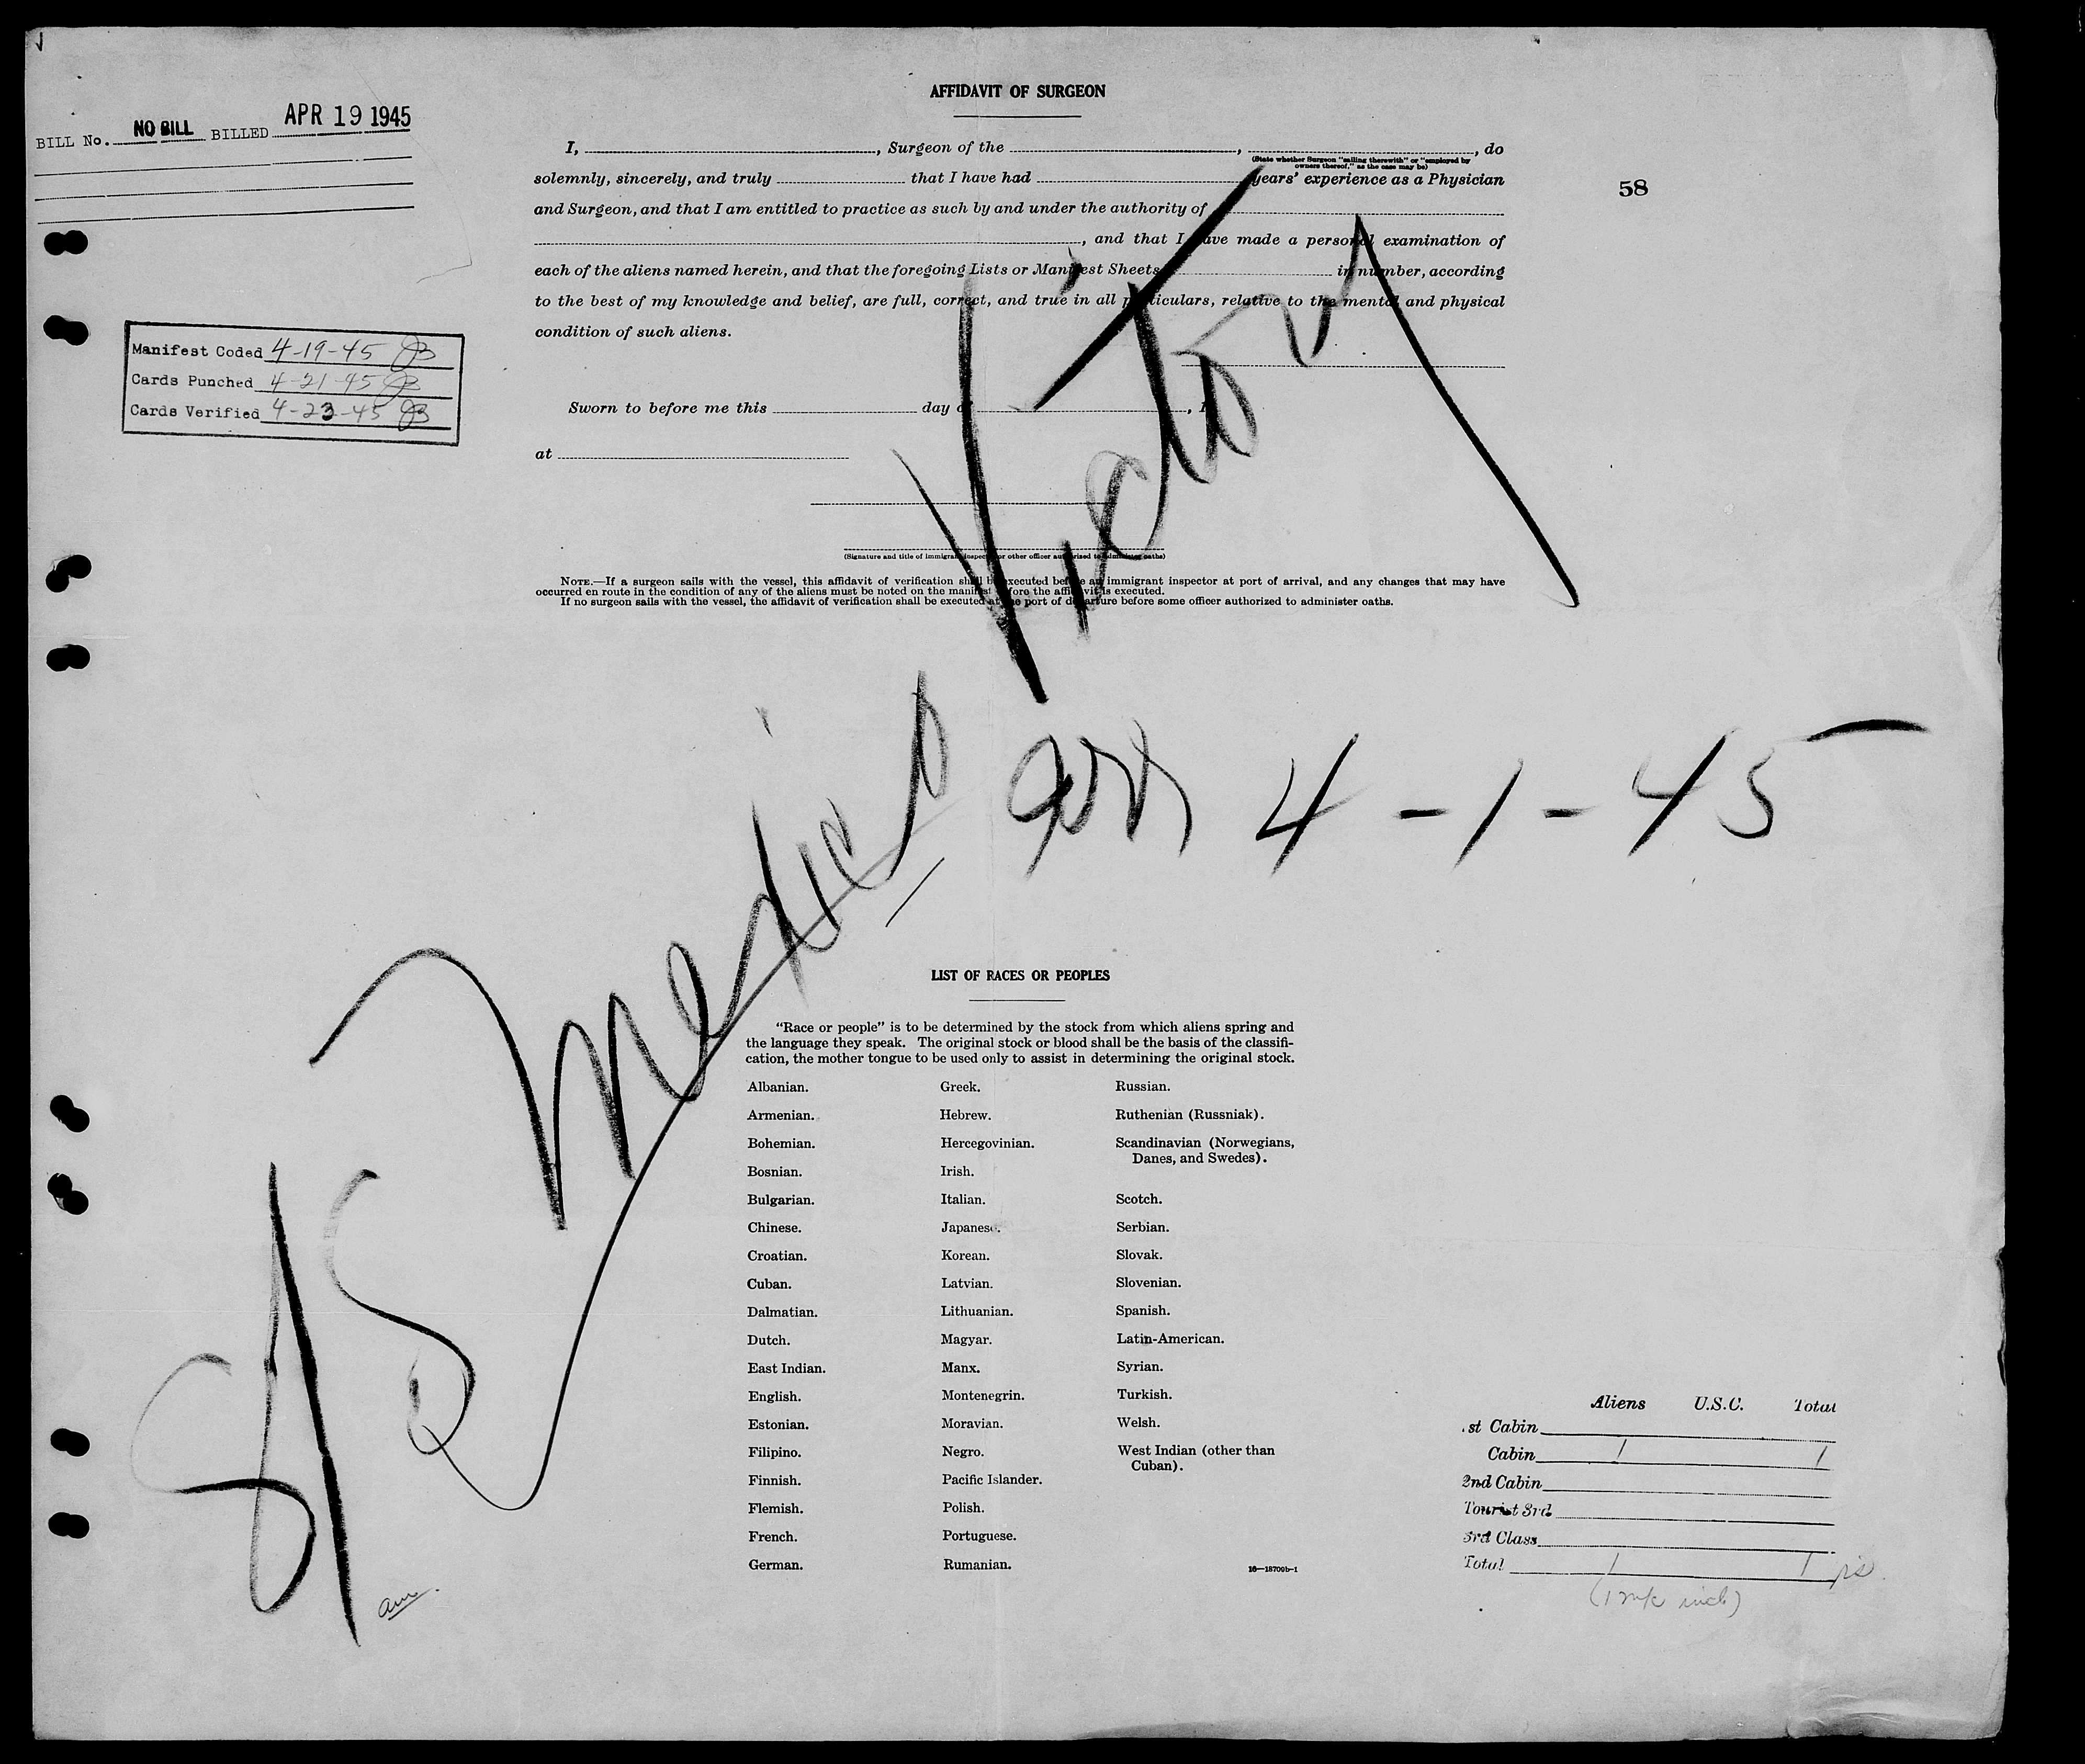 BILL No. NO BILL BILLED APR 19 1945
AFFIDAVIT OF SURGEON
I, , Surgeon of the , , do
(State whether Surgeon "sailing therewith" or "employed by
owners thereof," as the case may be)
solemnly, sincerely, and truly that I have had years' experience as a Physician
58
and Surgeon, and that I am entitled to practice as such by and under the authority of
, and that I have made a personal examination of
each of the aliens named herein, and that the foregoing Lists or Manifest Sheets, in number, according
to the best of my knowledge and belief, are full, correct, and true in all particulars, relative to the mental and physical
condition of such aliens.
Manifest Coded 4-19-45 JB
Cards Punched 4-21-45 JB
Cards Verified 4-23-45 JB
Sworn to before me this day of , 1
at
(Signature and title of immigrant inspector or other officer authorized to administer oaths)
NOTE.—If a surgeon sails with the vessel, this affidavit of verification shall be executed before an immigrant inspector at port of arrival, and any changes that may have
occurred en route in the condition of any of the aliens must be noted on the manifest before the affidavit is executed.
If no surgeon sails with the vessel, the affidavit of verification shall be executed at the port of departure before some officer authorized to administer oaths.
S/S Mexico Victory
arr 4-1-45
LIST OF RACES OR PEOPLES
"Race or people" is to be determined by the stock from which aliens spring and
the language they speak. The original stock or blood shall be the basis of the classifi-
cation, the mother tongue to be used only to assist in determining the original stock.
Albanian.
Armenian.
Bohemian.
Bosnian.
Bulgarian.
Chinese.
Croatian.
Cuban.
Dalmatian.
Dutch.
East Indian.
English.
Estonian.
Filipino.
Finnish.
Flemish.
French.
German.
Greek.
Hebrew.
Hercegovinian.
Irish.
Italian.
Japanese.
Korean.
Latvian.
Lithuanian.
Magyar.
Manx.
Montenegrin.
Moravian.
Negro.
Pacific Islander.
Polish.
Portuguese.
Rumanian.
Russian.
Ruthenian (Russniak).
Scandinavian (Norwegians,
Danes, and Swedes).
Scotch.
Serbian.
Slovak.
Slovenian.
Spanish.
Latin-American.
Syrian.
Turkish.
Welsh.
West Indian (other than
Cuban).
16—18709b-1
Aliens U.S.C. Total
st Cabin
Cabin 1 1
2nd Cabin
Tourist 3rd
3rd Class
Total 1 1